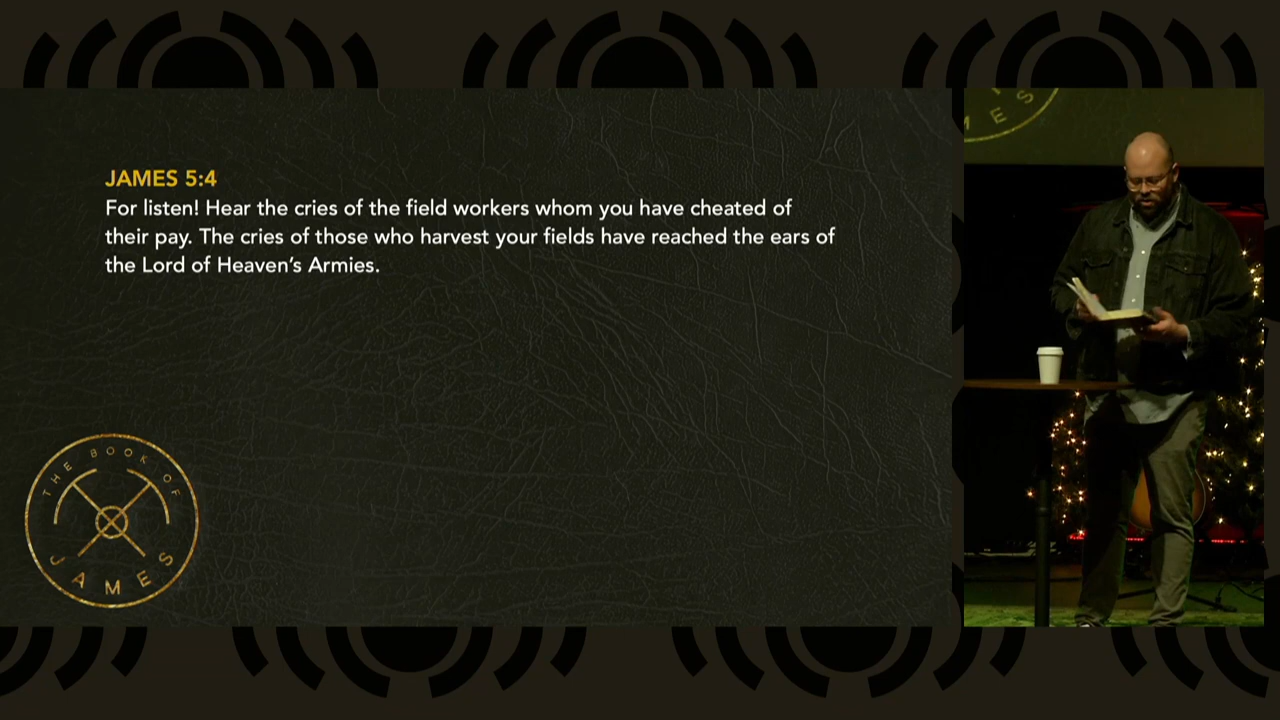 JAMES 5:4
For listen! Hear the cries of the field workers whom you have cheated of
their pay. The cries of those who harvest your fields have reached the ears of
the Lord of Heaven’s Armies.
THE BOOK OF
JAMES
MES